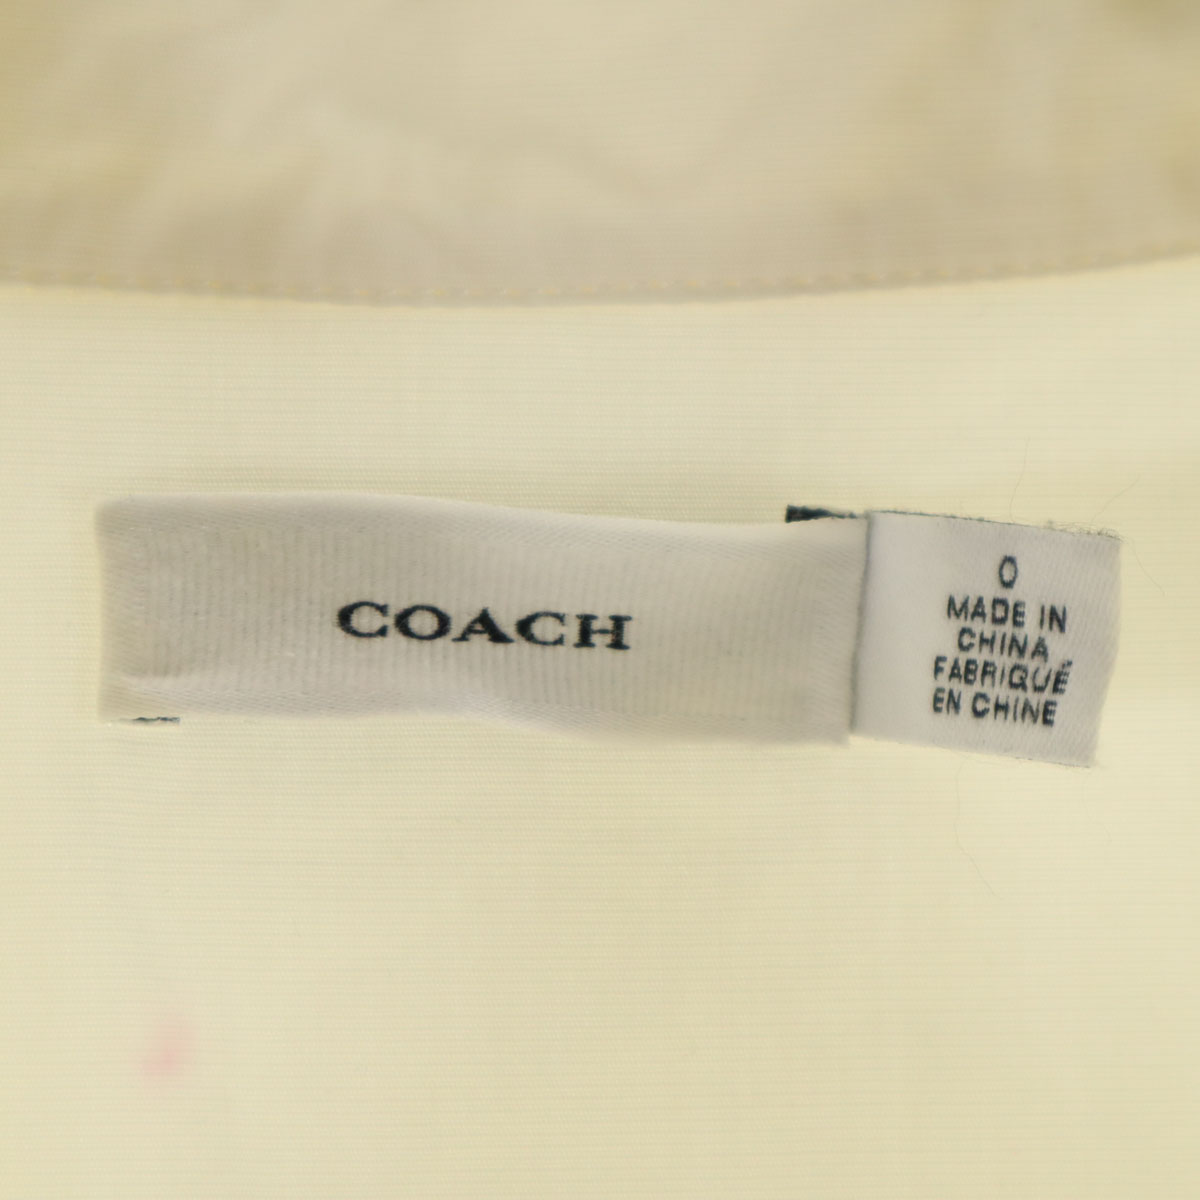 COACH
0
MADE IN
CHINA
FABRIQUÉ
EN CHINE